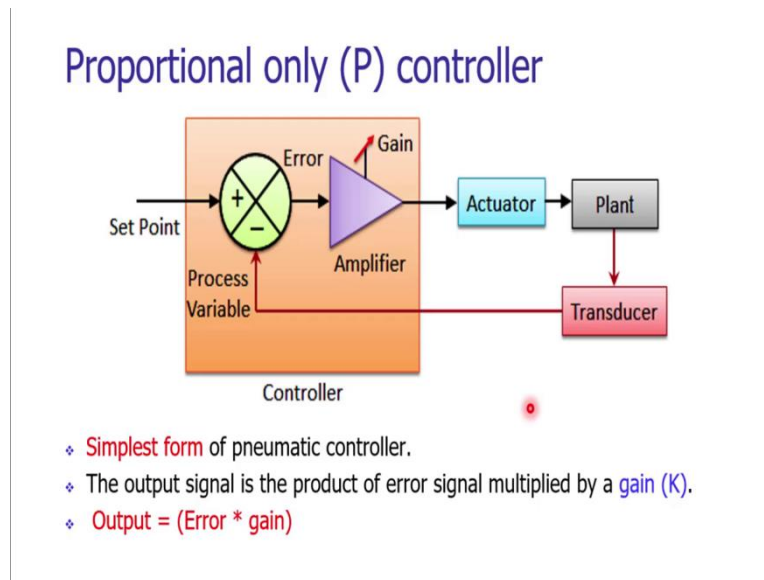 Proportional only (P) controller
Gain
Error
+
−
Set Point
Amplifier
Process
Variable
Actuator
Plant
Transducer
Controller
Simplest form of pneumatic controller.
The output signal is the product of error signal multiplied by a gain (K).
Output = (Error * gain)